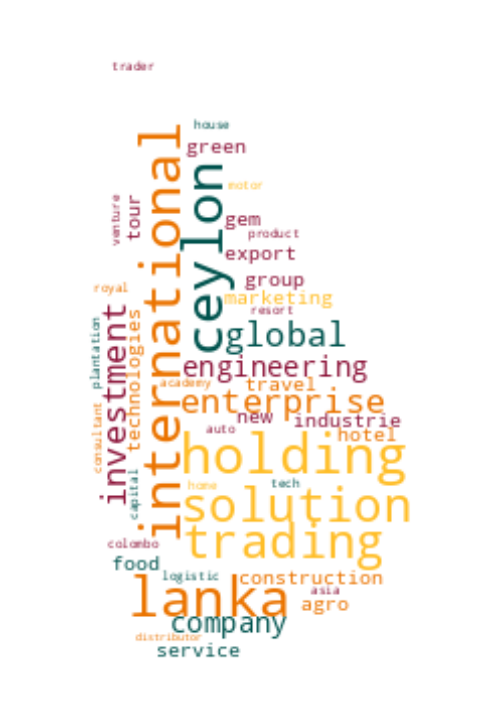 trader
house
green
international
ceylon
motor
venture
tour
gem
product
export
group
royal
marketing
resort
investment
technologies
plantation
global
engineering
academy
travel
enterprise
consultant
new
industrie
auto
hotel
holding
capital
home
tech
solution
trading
colombo
food
logistic
construction
lanka
asia
agro
company
distributor
service